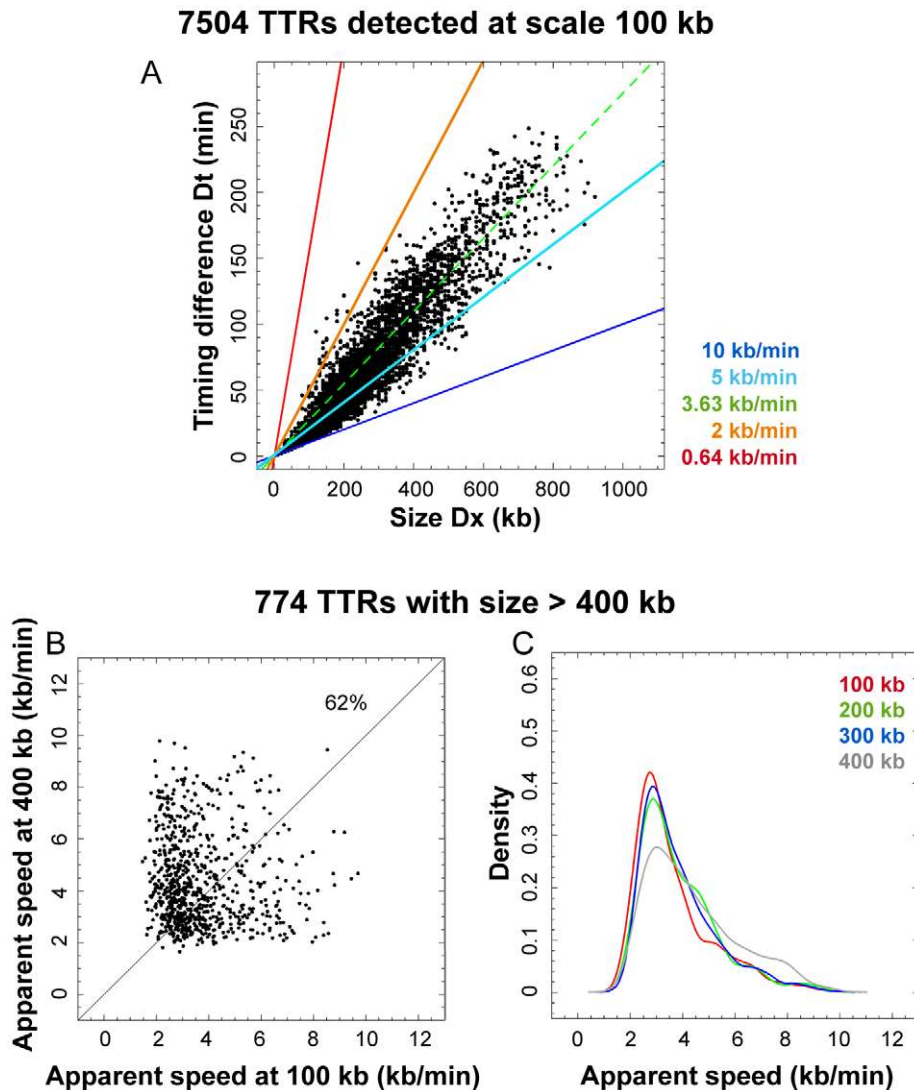 7504 TTRs detected at scale 100 kb
A
Timing difference Dt (min)
250
200
150
100
50
0
0 200 400 600 800 1000
Size Dx (kb)
10 kb/min
5 kb/min
3.63 kb/min
2 kb/min
0.64 kb/min
774 TTRs with size > 400 kb
B
Apparent speed at 400 kb (kb/min)
12
10
8
6
4
2
0
62%
0 2 4 6 8 10 12
Apparent speed at 100 kb (kb/min)
C
Density
0.6
0.5
0.4
0.3
0.2
0.1
0
100 kb
200 kb
300 kb
400 kb
0 2 4 6 8 10 12
Apparent speed (kb/min)